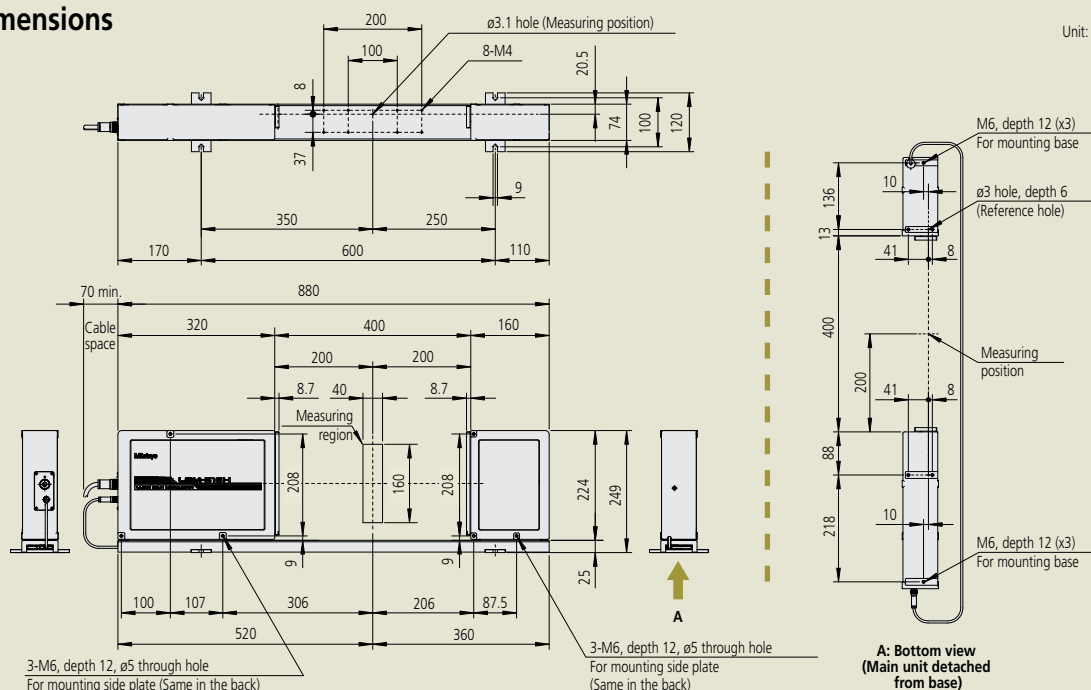 mensions
Unit:
200
ø3.1 hole (Measuring position)
100
8-M4
8
20.5
37
74
100
120
9
350
250
170
600
110
70 min.
880
Cable
space
320
400
160
200
200
8.7
40
8.7
Measuring
region
Mitutoyo
LSM-516H
208
160
208
224
249
9
9
25
100
107
306
206
87.5
520
360
A
3-M6, depth 12, ø5 through hole
For mounting side plate (Same in the back)
3-M6, depth 12, ø5 through hole
For mounting side plate
(Same in the back)
M6, depth 12 (x3)
For mounting base
10
136
ø3 hole, depth 6
(Reference hole)
13
41
8
400
Measuring
position
200
41
8
88
10
218
M6, depth 12 (x3)
For mounting base
A: Bottom view
(Main unit detached
from base)